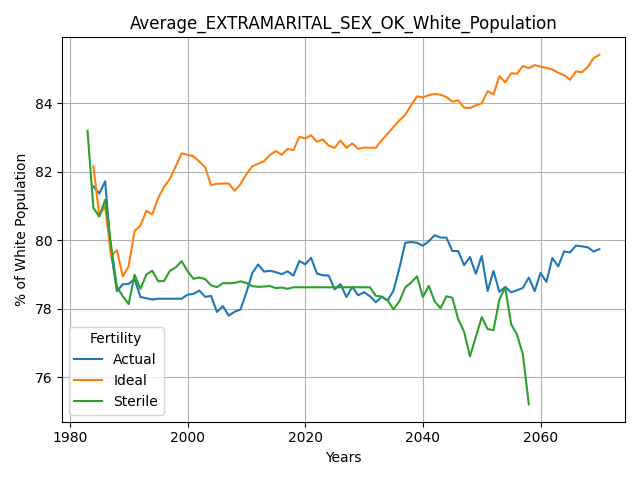 Average_EXTRAMARITAL_SEX_OK_White_Population
% of White Population
84
82
80
78
76
Fertility
Actual
Ideal
Sterile
1980
2000
2020
2040
2060
Years